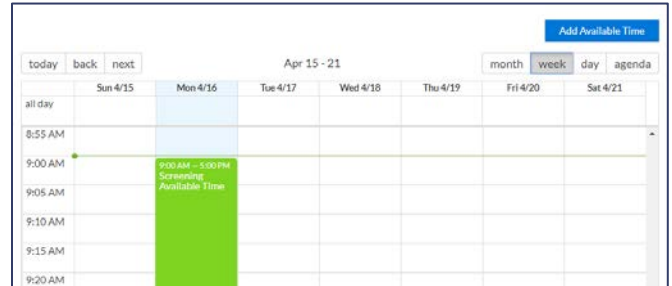 Add Available Time
today back next Apr 15 - 21 month week day agenda
Sun 4/15 Mon 4/16 Tue 4/17 Wed 4/18 Thu 4/19 Fri 4/20 Sat 4/21
all day
8:55 AM
9:00 AM
9:00 AM — 5:00 PM
Screening
Available Time
9:05 AM
9:10 AM
9:15 AM
9:20 AM